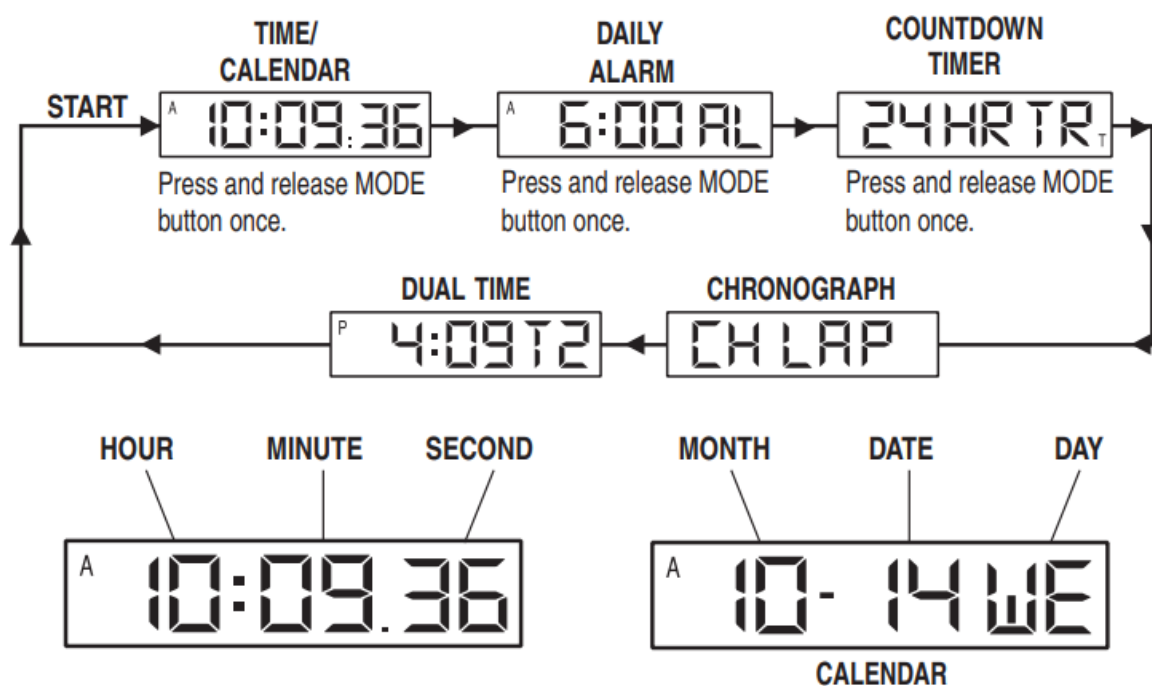 TIME/
CALENDAR
DAILY
ALARM
COUNTDOWN
TIMER
START
A 10:09.36
A 6:00 AL
24HR TR T
Press and release MODE
button once.
Press and release MODE
button once.
Press and release MODE
button once.
DUAL TIME
CHRONOGRAPH
P 4:09T2
CH LAP
HOUR MINUTE SECOND
A 10:09.36
MONTH DATE DAY
A 10- 14 WE
CALENDAR